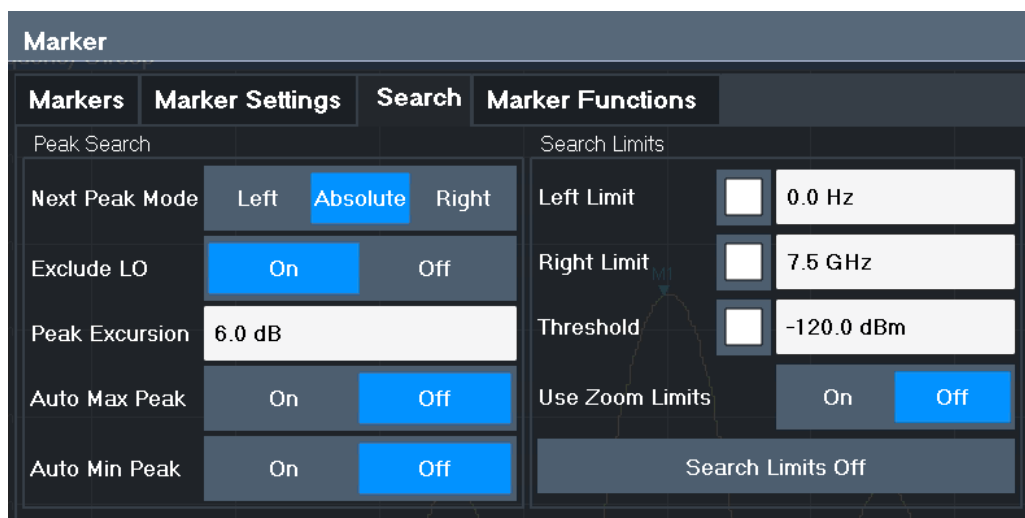 Marker
Markers Marker Settings Search Marker Functions
Peak Search
Next Peak Mode Left Absolute Right
Exclude LO On Off
Peak Excursion 6.0 dB
Auto Max Peak On Off
Auto Min Peak On Off
Search Limits
Left Limit 0.0 Hz
Right Limit 7.5 GHz
M1
Threshold -120.0 dBm
Use Zoom Limits On Off
Search Limits Off